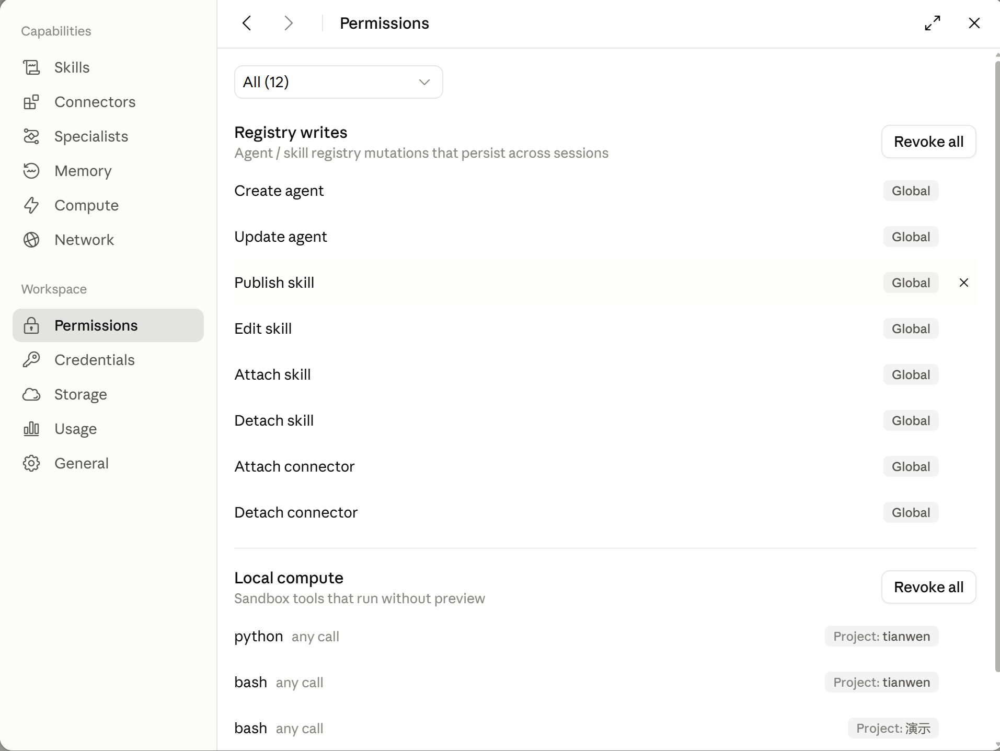 Capabilities
Skills
Connectors
Specialists
Memory
Compute
Network
Workspace
Permissions
Credentials
Storage
Usage
General
Permissions
All (12)
Registry writes
Agent / skill registry mutations that persist across sessions
Revoke all
Create agent Global
Update agent Global
Publish skill Global
Edit skill Global
Attach skill Global
Detach skill Global
Attach connector Global
Detach connector Global
Local compute
Sandbox tools that run without preview
Revoke all
python any call Project: tianwen
bash any call Project: tianwen
bash any call Project: 演示